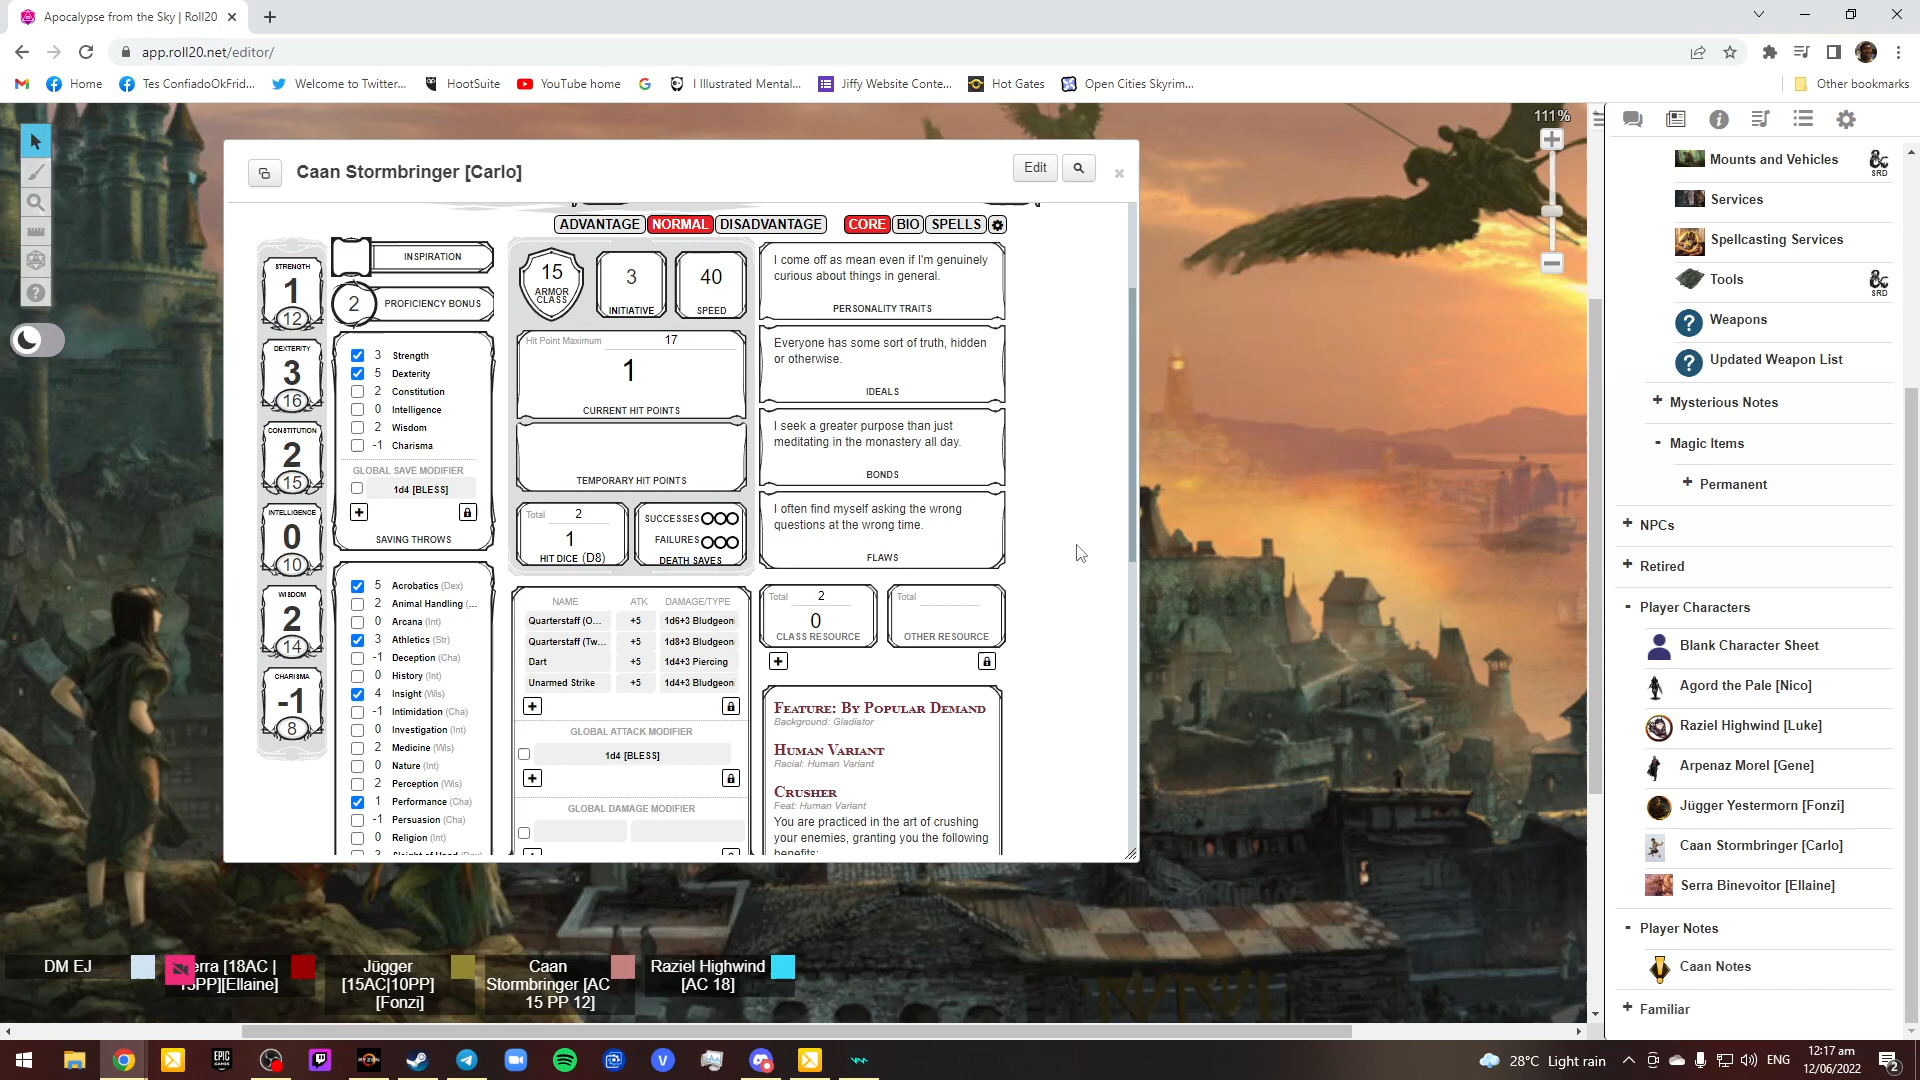 Apocalypse from the Sky | Roll20
app.roll20.net/editor/
Home
Tes ConfiadoOkFrid...
Welcome to Twitter...
HootSuite
YouTube home
I Illustrated Mental...
Jiffy Website Conte...
Hot Gates
Open Cities Skyrim...
Other bookmarks
111%
Caan Stormbringer [Carlo]
Edit
ADVANTAGE NORMAL DISADVANTAGE
CORE BIO SPELLS
STRENGTH
1
12
DEXTERITY
3
16
CONSTITUTION
2
15
INTELLIGENCE
0
10
WISDOM
2
14
CHARISMA
-1
8
INSPIRATION
2 PROFICIENCY BONUS
3 Strength
5 Dexterity
2 Constitution
0 Intelligence
2 Wisdom
-1 Charisma
GLOBAL SAVE MODIFIER
1d4 [BLESS]
SAVING THROWS
5 Acrobatics (Dex)
2 Animal Handling (...
0 Arcana (Int)
3 Athletics (Str)
-1 Deception (Cha)
0 History (Int)
4 Insight (Wis)
-1 Intimidation (Cha)
0 Investigation (Int)
2 Medicine (Wis)
0 Nature (Int)
2 Perception (Wis)
1 Performance (Cha)
-1 Persuasion (Cha)
0 Religion (Int)
15
ARMOR
CLASS
3
INITIATIVE
40
SPEED
Hit Point Maximum 17
1
CURRENT HIT POINTS
TEMPORARY HIT POINTS
Total 2
1
HIT DICE (D8)
SUCCESSES
FAILURES
DEATH SAVES
NAME ATK DAMAGE/TYPE
Quarterstaff (O... +5 1d6+3 Bludgeon
Quarterstaff (Tw... +5 1d8+3 Bludgeon
Dart +5 1d4+3 Piercing
Unarmed Strike +5 1d4+3 Bludgeon
GLOBAL ATTACK MODIFIER
1d4 [BLESS]
GLOBAL DAMAGE MODIFIER
I come off as mean even if I'm genuinely
curious about things in general.
PERSONALITY TRAITS
Everyone has some sort of truth, hidden
or otherwise.
IDEALS
I seek a greater purpose than just
meditating in the monastery all day.
BONDS
I often find myself asking the wrong
questions at the wrong time.
FLAWS
Total 2
0
CLASS RESOURCE
Total
OTHER RESOURCE
FEATURE: BY POPULAR DEMAND
Background: Gladiator
HUMAN VARIANT
Racial: Human Variant
CRUSHER
Feat: Human Variant
You are practiced in the art of crushing
your enemies, granting you the following
benefits:
Mounts and Vehicles
SRD
Services
Spellcasting Services
Tools
SRD
Weapons
Updated Weapon List
Mysterious Notes
Magic Items
Permanent
NPCs
Retired
Player Characters
Blank Character Sheet
Agord the Pale [Nico]
Raziel Highwind [Luke]
Arpenaz Morel [Gene]
Jügger Yestermorn [Fonzi]
Caan Stormbringer [Carlo]
Serra Binevoitor [Ellaine]
Player Notes
Caan Notes
Familiar
DM EJ
erra [18AC |
15PP][Ellaine]
Jügger
[15AC|10PP]
[Fonzi]
Caan
Stormbringer [AC
15 PP 12]
Raziel Highwind
[AC 18]
28°C Light rain
ENG
12:17 am
12/06/2022
2